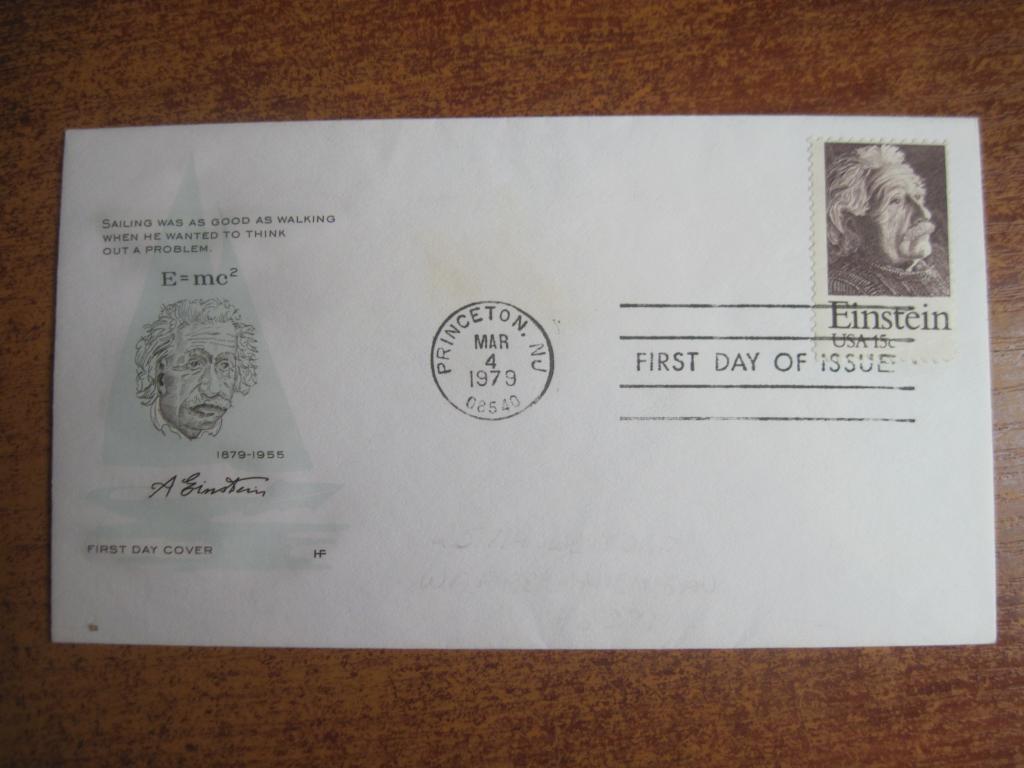 SAILING WAS AS GOOD AS WALKING
WHEN HE WANTED TO THINK
OUT A PROBLEM.
E=mc²
1879-1955
A Einstein
FIRST DAY COVER
HF
PRINCETON, NJ
MAR
4
1979
08540
FIRST DAY OF ISSUE
Einstein
USA 15c